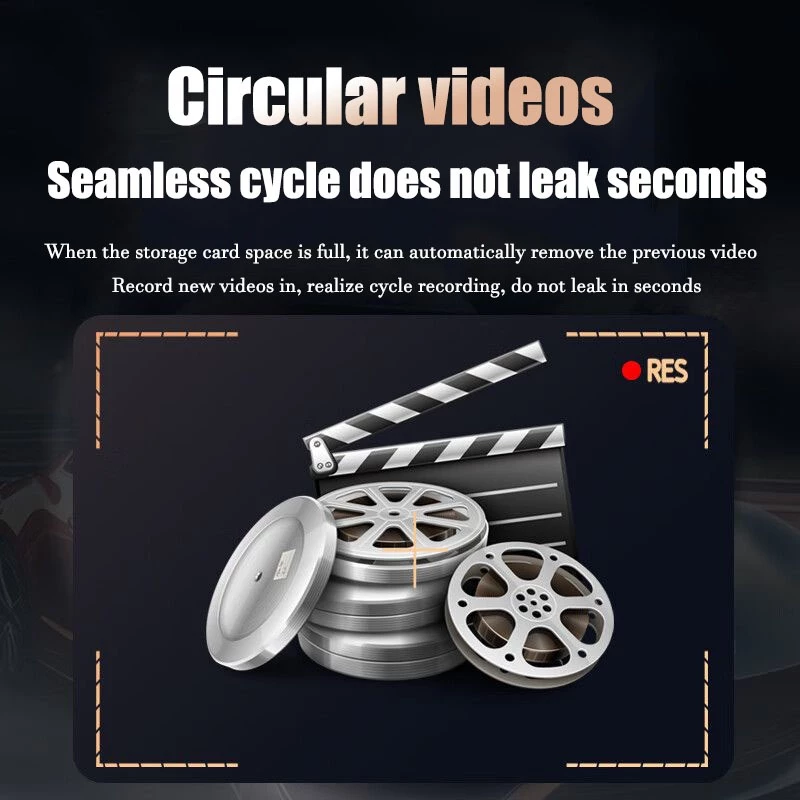 Circular videos
Seamless cycle does not leak seconds
When the storage card space is full, it can automatically remove the previous video
Record new videos in, realize cycle recording, do not leak in seconds
RES